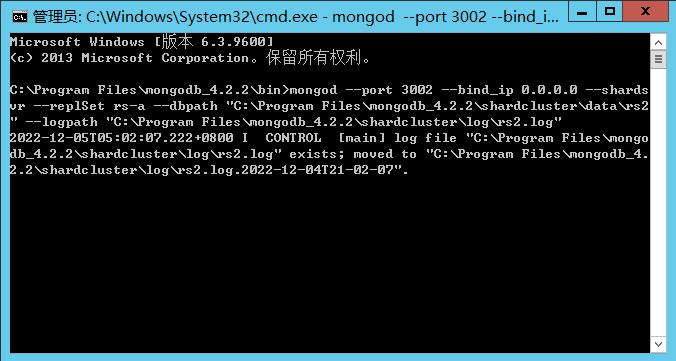 管理员: C:\Windows\System32\cmd.exe - mongod  --port 3002 --bind_i...
Microsoft Windows [版本 6.3.9600]
(c) 2013 Microsoft Corporation。保留所有权利。
C:\Program Files\mongodb_4.2.2\bin>mongod --port 3002 --bind_ip 0.0.0.0 --shards
vr --replSet rs-a --dbpath "C:\Program Files\mongodb_4.2.2\shardcluster\data\rs2
" --logpath "C:\Program Files\mongodb_4.2.2\shardcluster\log\rs2.log"
2022-12-05T05:02:07.222+0800 I  CONTROL  [main] log file "C:\Program Files\mongo
db_4.2.2\shardcluster\log\rs2.log" exists; moved to "C:\Program Files\mongodb_4.
2.2\shardcluster\log\rs2.log.2022-12-04T21-02-07".